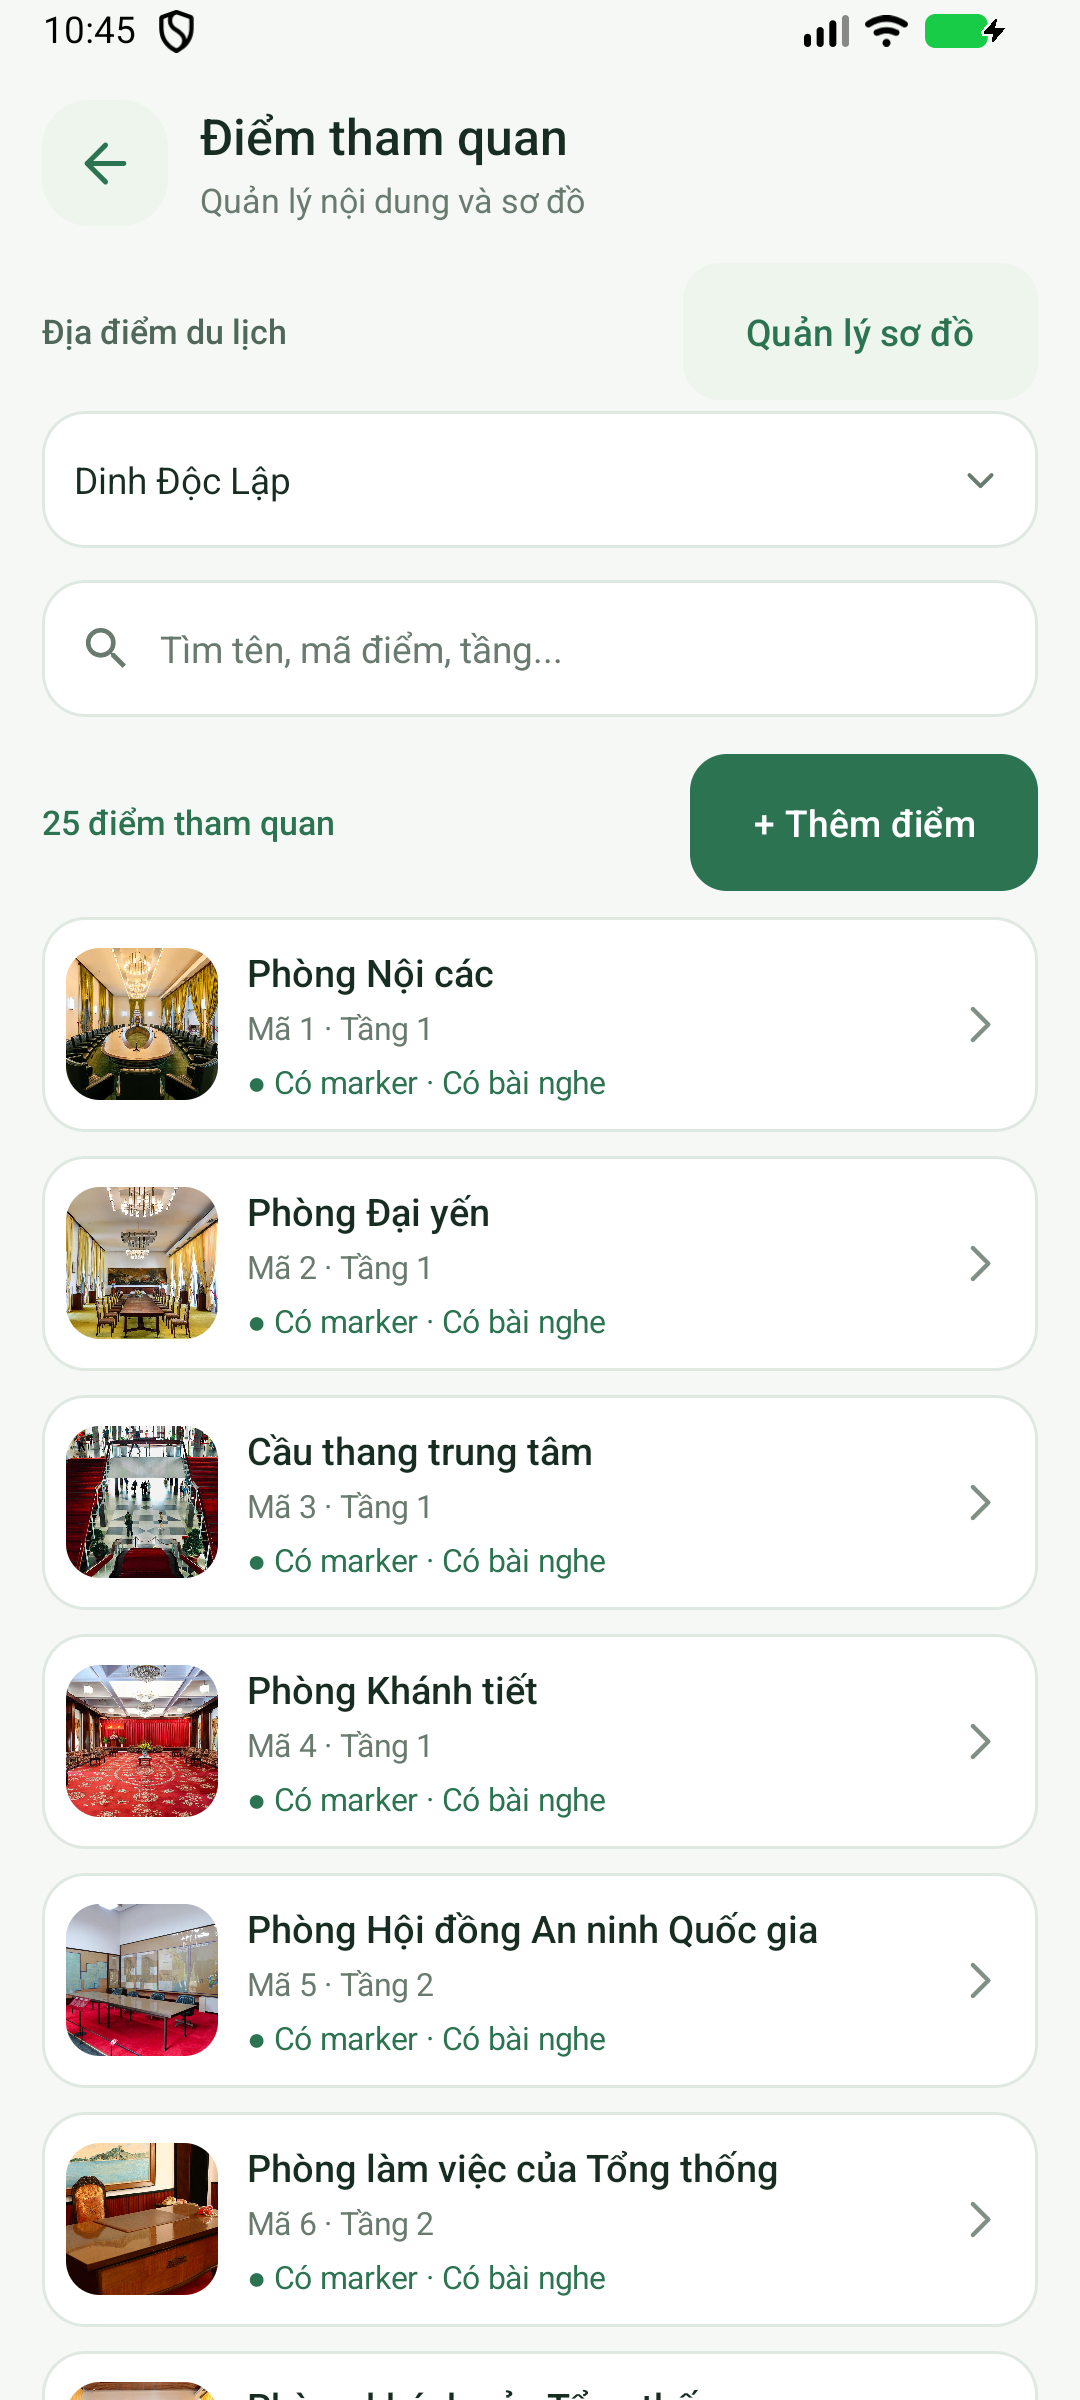 10:45
Điểm tham quan
Quản lý nội dung và sơ đồ
Địa điểm du lịch
Quản lý sơ đồ
Dinh Độc Lập
Tìm tên, mã điểm, tầng...
25 điểm tham quan
+ Thêm điểm
Phòng Nội các
Mã 1 · Tầng 1
● Có marker · Có bài nghe
Phòng Đại yến
Mã 2 · Tầng 1
● Có marker · Có bài nghe
Cầu thang trung tâm
Mã 3 · Tầng 1
● Có marker · Có bài nghe
Phòng Khánh tiết
Mã 4 · Tầng 1
● Có marker · Có bài nghe
Phòng Hội đồng An ninh Quốc gia
Mã 5 · Tầng 2
● Có marker · Có bài nghe
Phòng làm việc của Tổng thống
Mã 6 · Tầng 2
● Có marker · Có bài nghe